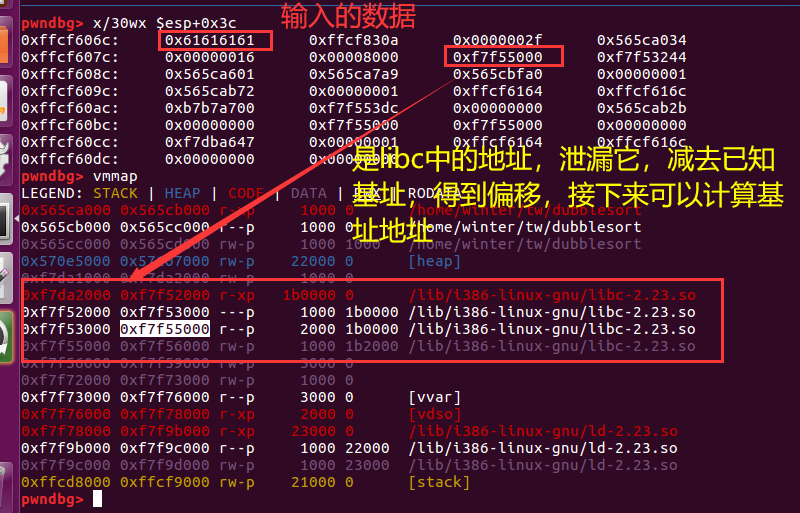 pwndbg> x/30wx $esp+0x3c
输入的数据
0xffcf606c: 0x61616161 0xffcf830a 0x0000002f 0x565ca034
0xffcf607c: 0x00000016 0x00008000 0xf7f55000 0xf7f53244
0xffcf608c: 0x565ca601 0x565ca7a9 0x565cbfa0 0x00000001
0xffcf609c: 0x565cab72 0x00000001 0xffcf6164 0xffcf616c
0xffcf60ac: 0xb7b7a700 0xf7f553dc 0x00000000 0x565cab2b
0xffcf60bc: 0x00000000 0xf7f55000 0xf7f55000 0x00000000
0xffcf60cc: 0xf7dba647 0x00000001 0xffcf6164 0xffcf616c
0xffcf60dc: 0x00000000 0x00000000
是libc中的地址，泄漏它，减去已知
基址，得到偏移，接下来可以计算基
址地址
pwndbg> vmmap
LEGEND: STACK | HEAP | CODE | DATA | RODATA
0x565ca000 0x565cb000 r--p 1000 0 /home/winter/tw/dubblesort
0x565cb000 0x565cc000 r--p 1000 0 /home/winter/tw/dubblesort
0x565cc000 0x565cd000 rw-p 1000 1000 /home/winter/tw/dubblesort
0x570e5000 0x57107000 rw-p 22000 0 [heap]
0xf7da1000 0xf7da2000 rw-p 1000 0
0xf7da2000 0xf7f52000 r-xp 1b0000 0 /lib/i386-linux-gnu/libc-2.23.so
0xf7f52000 0xf7f53000 ---p 1000 1b0000 /lib/i386-linux-gnu/libc-2.23.so
0xf7f53000 0xf7f55000 r--p 2000 1b0000 /lib/i386-linux-gnu/libc-2.23.so
0xf7f55000 0xf7f56000 rw-p 1000 1b2000 /lib/i386-linux-gnu/libc-2.23.so
0xf7f56000 0xf7f59000 rw-p 3000 0
0xf7f72000 0xf7f73000 rw-p 1000 0
0xf7f73000 0xf7f76000 r--p 3000 0 [vvar]
0xf7f76000 0xf7f78000 r-xp 2000 0 [vdso]
0xf7f78000 0xf7f9b000 r-xp 23000 0 /lib/i386-linux-gnu/ld-2.23.so
0xf7f9b000 0xf7f9c000 r--p 1000 22000 /lib/i386-linux-gnu/ld-2.23.so
0xf7f9c000 0xf7f9d000 rw-p 1000 23000 /lib/i386-linux-gnu/ld-2.23.so
0xffcd8000 0xffcf9000 rw-p 21000 0 [stack]
pwndbg>